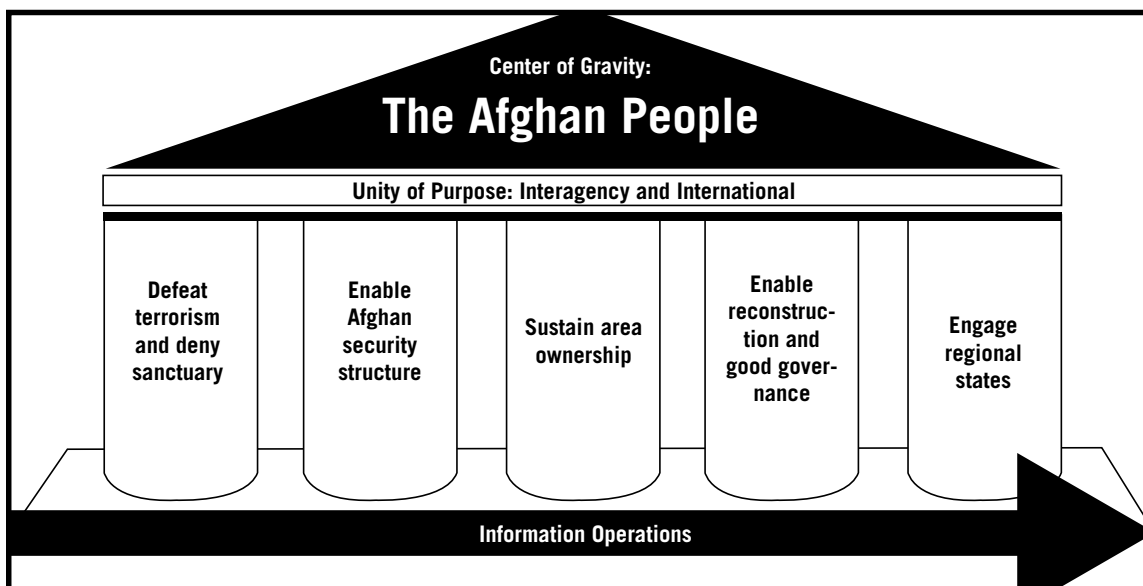 Center of Gravity:
The Afghan People
Unity of Purpose: Interagency and International
Defeat
terrorism
and deny
sanctuary
Enable
Afghan
security
structure
Sustain area
ownership
Enable
reconstruc-
tion and
good gover-
nance
Engage
regional
states
Information Operations